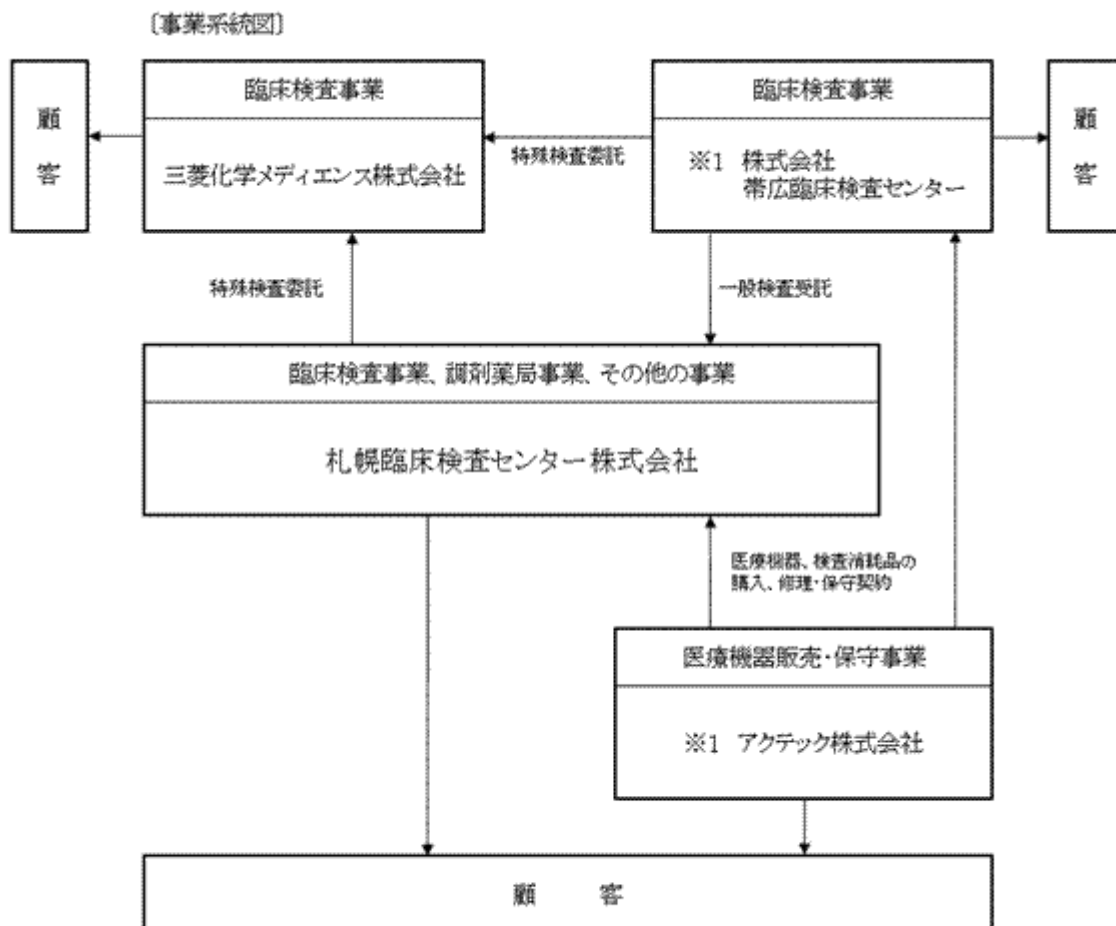 〔事業系統図〕
顧客
臨床検査事業
三菱化学メディエンス株式会社
特殊検査委託
臨床検査事業
※1 株式会社
帯広臨床検査センター
顧客
特殊検査委託
一般検査受託
臨床検査事業、調剤薬局事業、その他の事業
札幌臨床検査センター株式会社
医療機器、検査消耗品の
購入、修理・保守契約
医療機器販売・保守事業
※1 アクテック株式会社
顧客